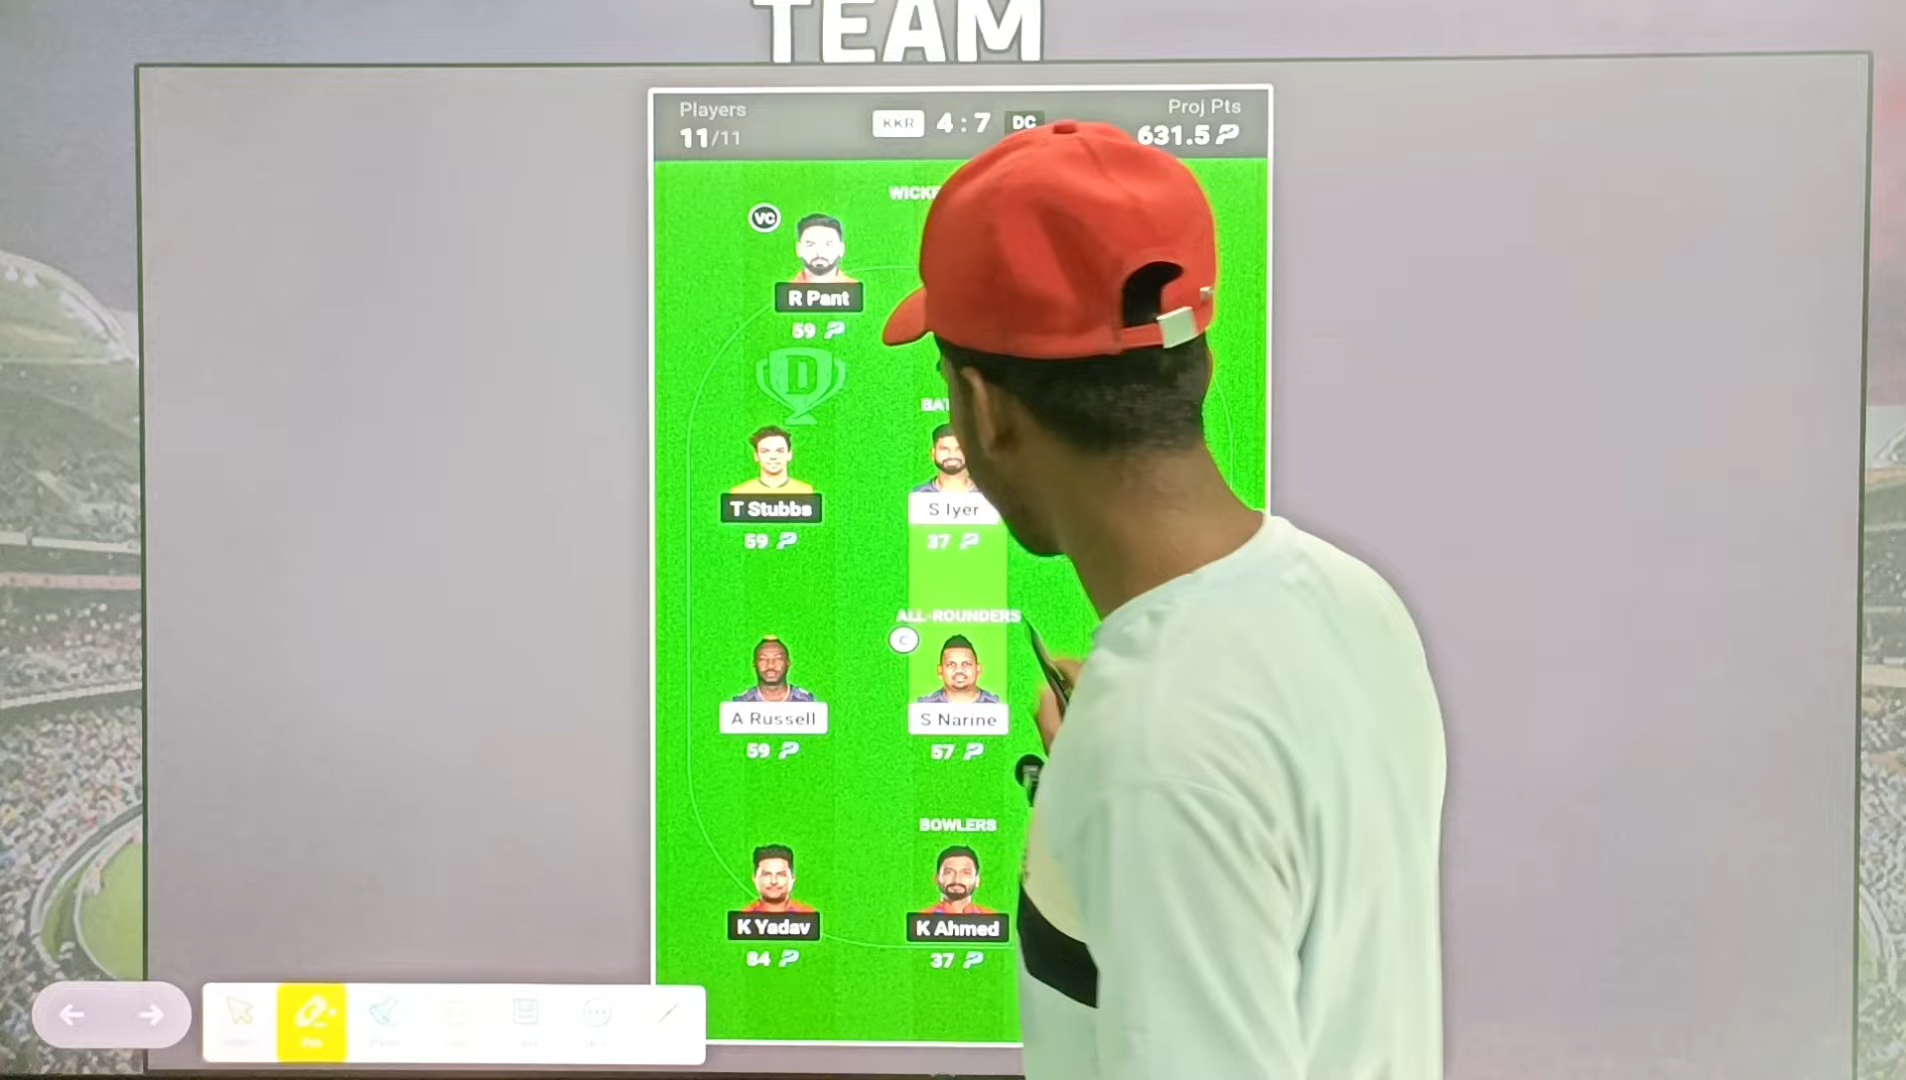 TEAM
Players
11/11
KKR 4 : 7 DC
Proj Pts
631.5
VC
R Pant
59
D
T Stubbs
59
S Iyer
37
ALL-ROUNDERS
C
A Russell
59
S Narine
57
BOWLERS
K Yadav
84
K Ahmed
37